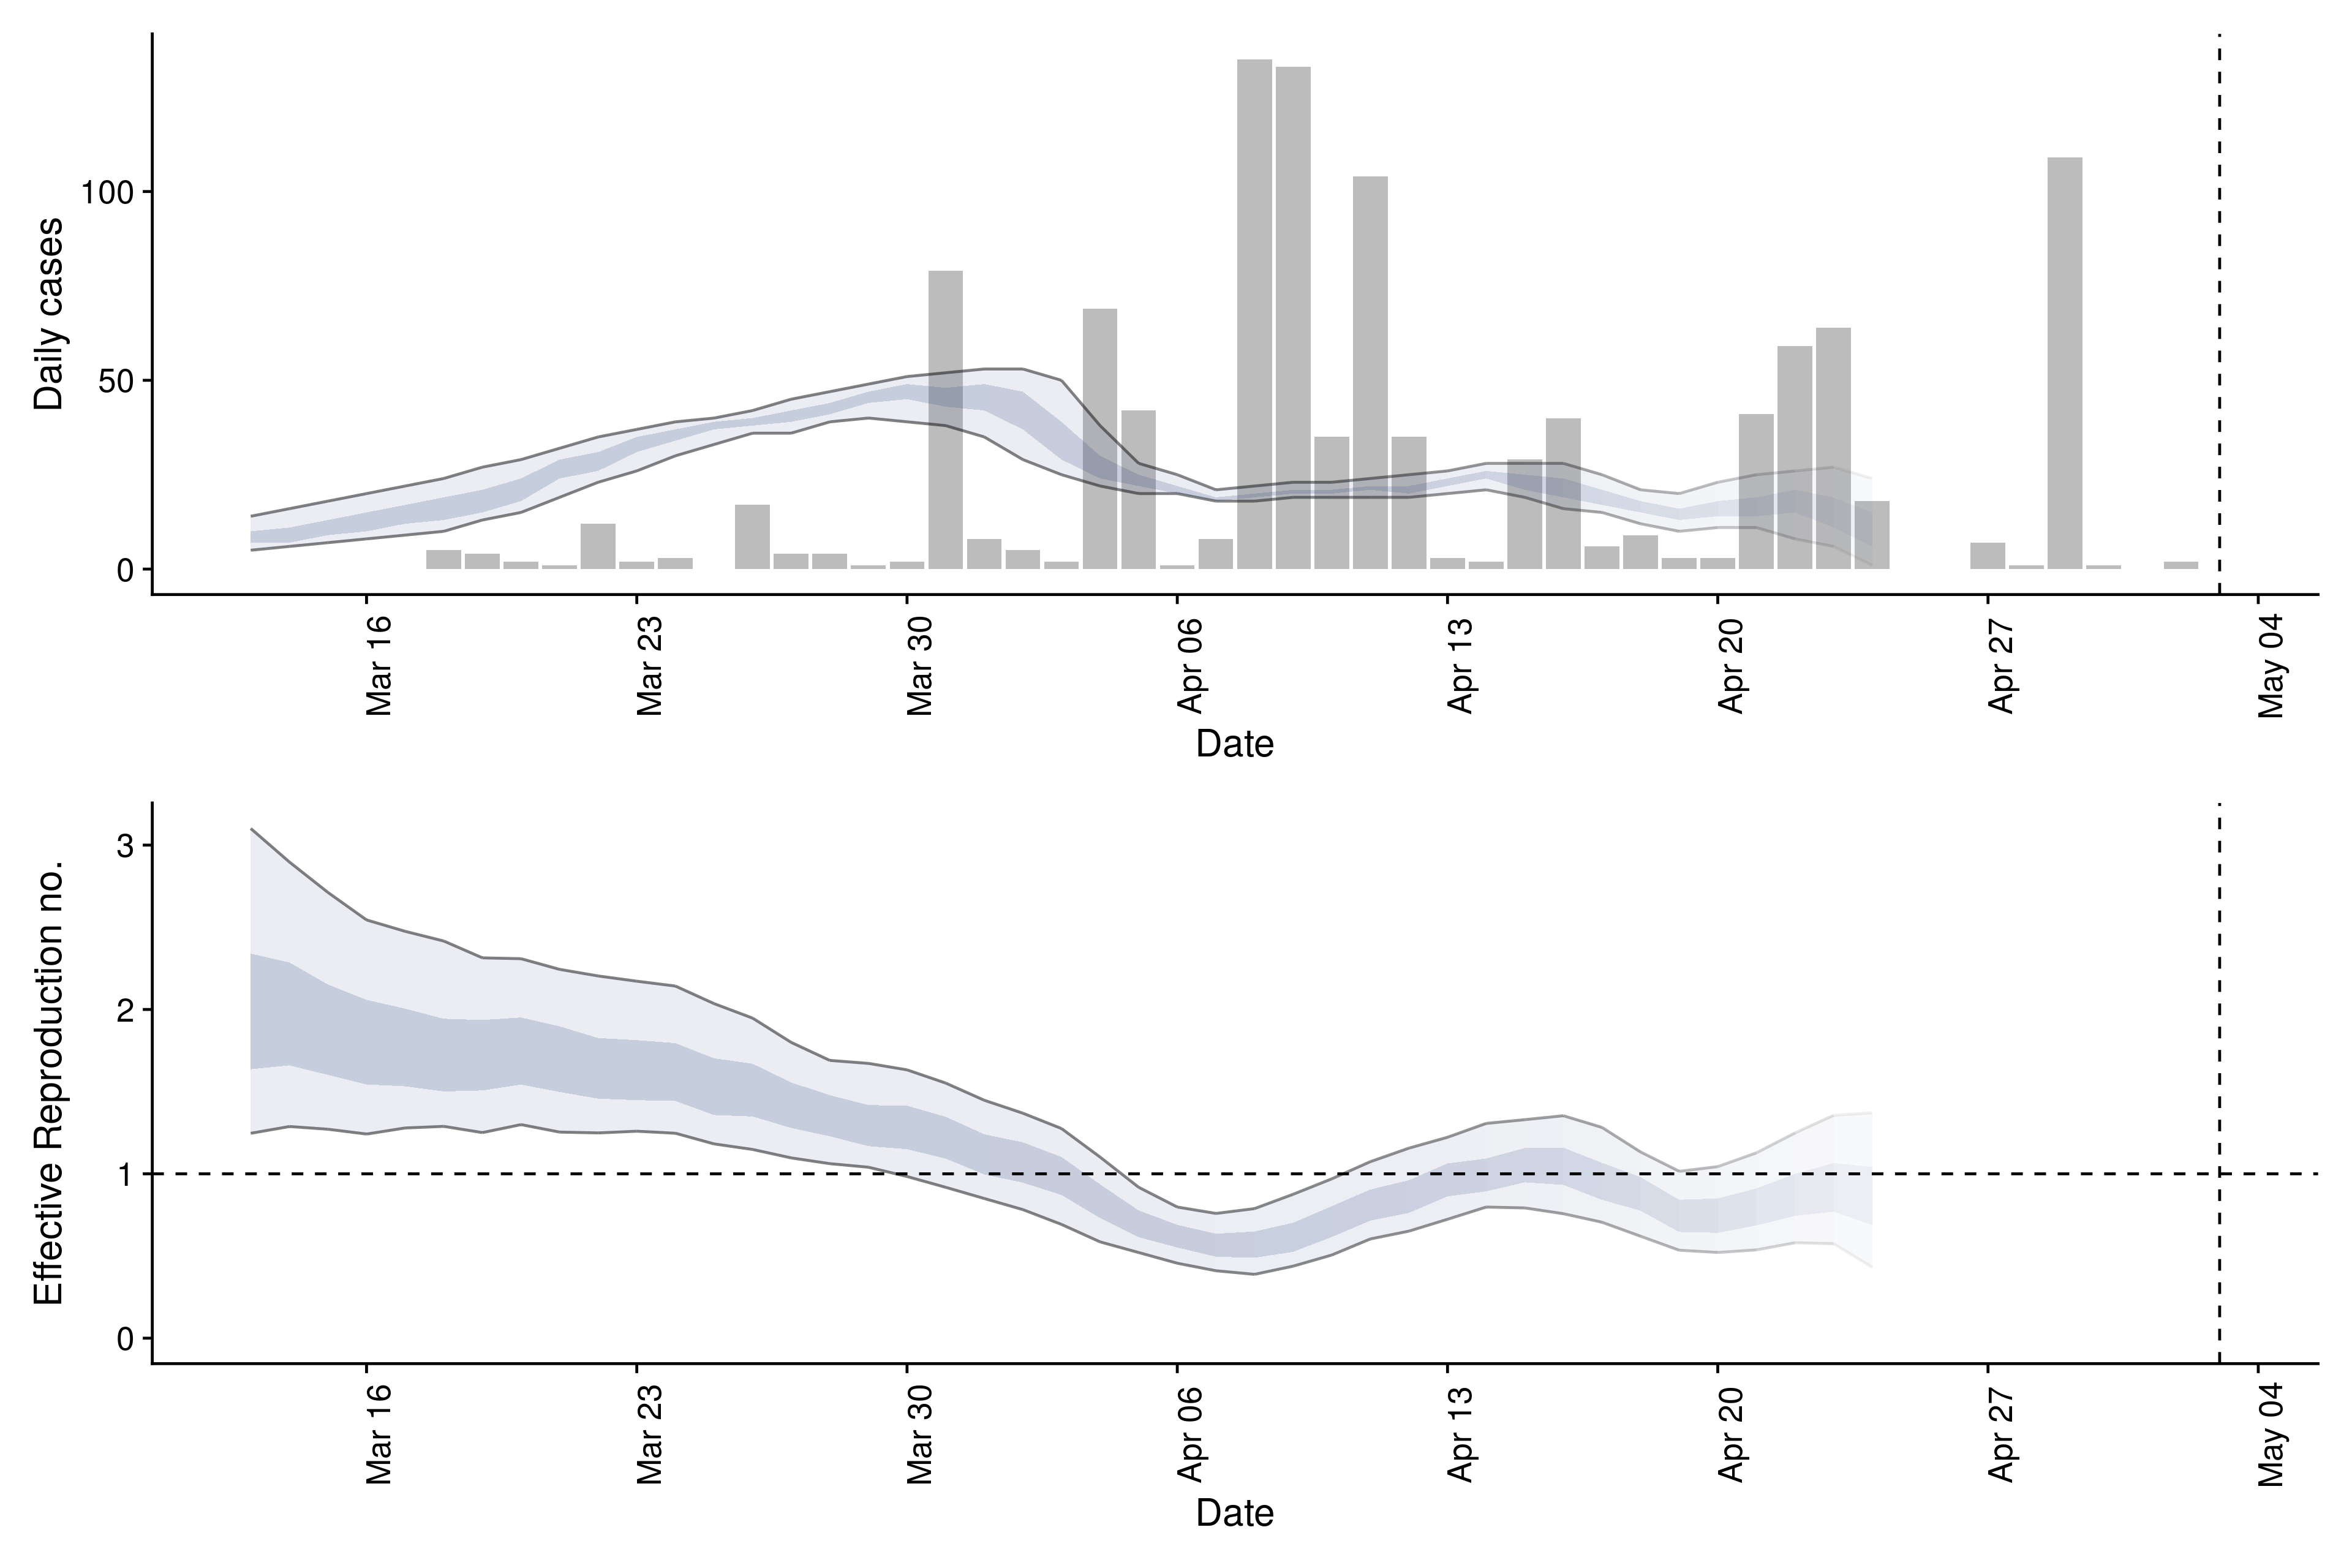 Daily cases
100
50
0
Mar 16
Mar 23
Mar 30
Apr 06
Apr 13
Apr 20
Apr 27
May 04
Date
Effective Reproduction no.
3
2
1
0
Mar 16
Mar 23
Mar 30
Apr 06
Apr 13
Apr 20
Apr 27
May 04
Date